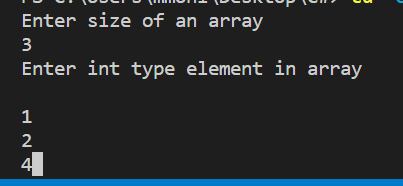 Enter size of an array
3
Enter int type element in array
1
2
4